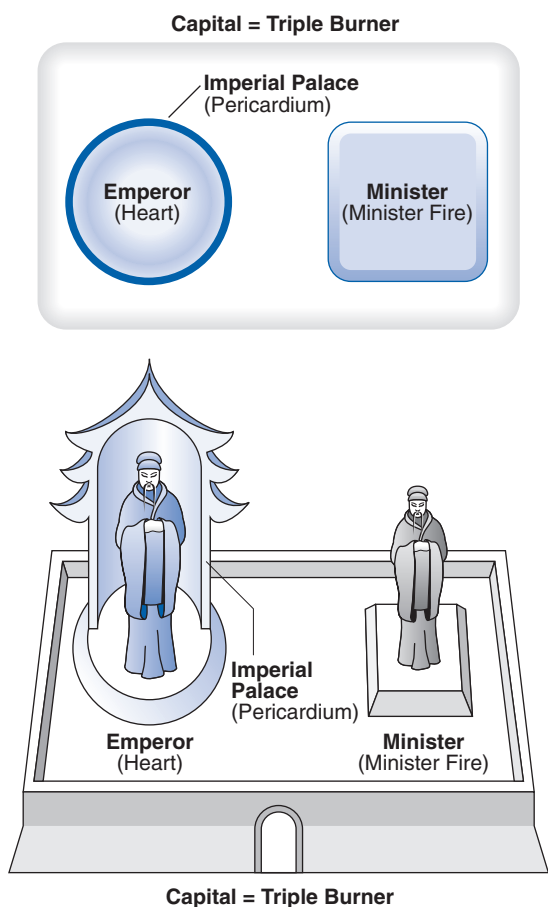 Capital = Triple Burner
Imperial Palace
(Pericardium)
Emperor
(Heart)
Minister
(Minister Fire)
Imperial
Palace
(Pericardium)
Emperor
(Heart)
Minister
(Minister Fire)
Capital = Triple Burner